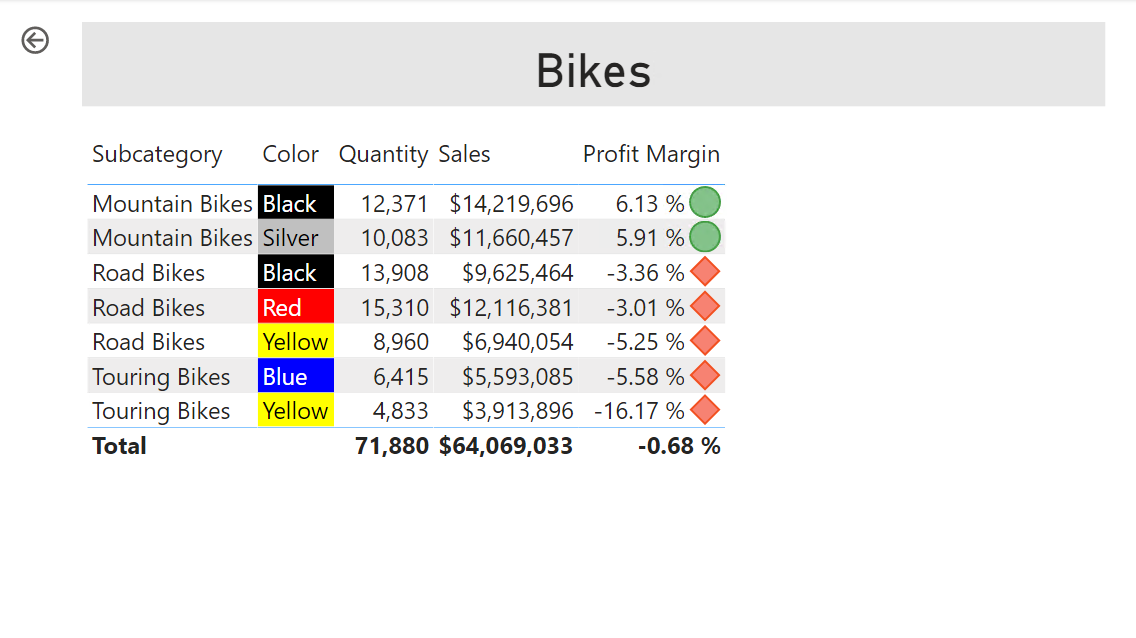 Bikes
Subcategory Color Quantity Sales Profit Margin
Mountain Bikes Black 12,371 $14,219,696 6.13 %
Mountain Bikes Silver 10,083 $11,660,457 5.91 %
Road Bikes Black 13,908 $9,625,464 -3.36 %
Road Bikes Red 15,310 $12,116,381 -3.01 %
Road Bikes Yellow 8,960 $6,940,054 -5.25 %
Touring Bikes Blue 6,415 $5,593,085 -5.58 %
Touring Bikes Yellow 4,833 $3,913,896 -16.17 %
Total 71,880 $64,069,033 -0.68 %